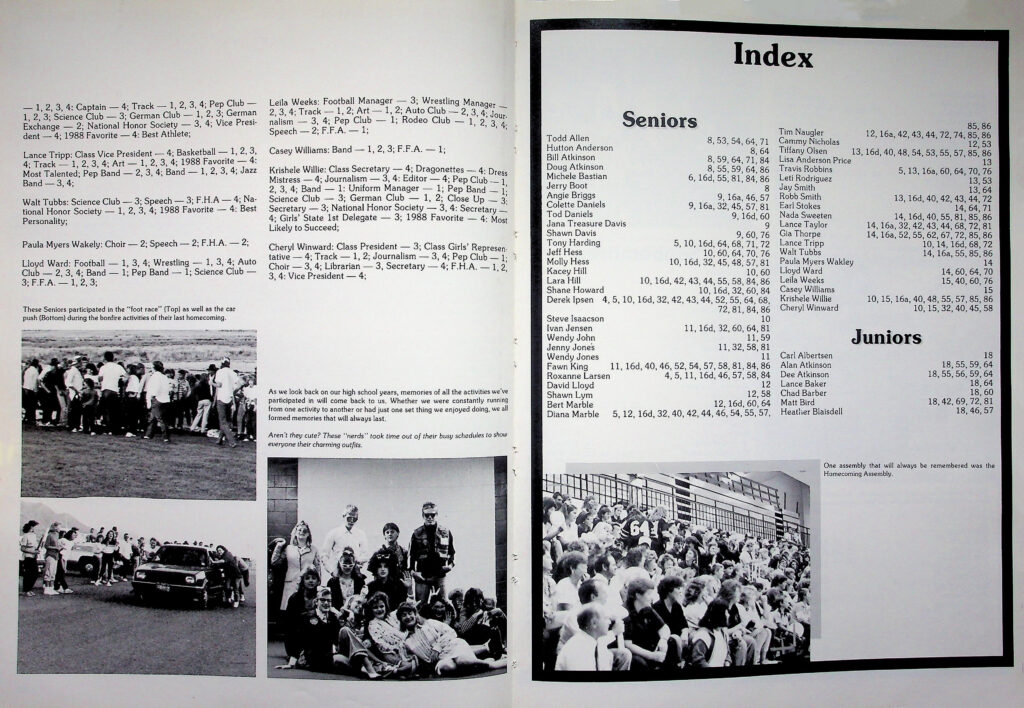 — 1, 2, 3, 4: Captain — 4; Track — 1, 2, 3, 4; Pep Club —
1, 2, 3; Science Club — 3; German Club — 1, 2, 3; German
Exchange — 2; National Honor Society — 3, 4; Vice Presi-
dent — 4; 1988 Favorite — 4: Best Athlete;
Lance Tripp: Class Vice President — 4; Basketball — 1, 2, 3,
4; Track — 1, 2, 3, 4; Art — 1, 2, 3, 4; 1988 Favorite — 4:
Most Talented; Pep Band — 2, 3, 4; Band — 1, 2, 3, 4; Jazz
Band — 3, 4;
Walt Tubbs: Science Club — 3; Speech — 3; F.H.A — 4; Na-
tional Honor Society — 1, 2, 3, 4; 1988 Favorite — 4: Best
Personality;
Paula Myers Wakely: Choir — 2; Speech — 2; F.H.A. — 2;
Lloyd Ward: Football — 1, 3, 4; Wrestling — 1, 3, 4; Auto
Club — 2, 3, 4; Band — 1; Pep Band — 1; Science Club —
3; F.F.A. — 1, 2, 3;
These Seniors participated in the "foot race" (Top) as well as the car
push (Bottom) during the bonfire activities of their last homecoming.
Leila Weeks: Football Manager — 3; Wrestling Manager —
2, 3, 4; Track — 1, 2; Art — 1, 2; Auto Club — 2, 3, 4; Jour-
nalism — 3, 4; Pep Club — 1; Rodeo Club — 1, 2, 3, 4;
Speech — 2; F.F.A. — 1;
Casey Williams: Band — 1, 2, 3; F.F.A. — 1;
Krishele Willie: Class Secretary — 4; Dragonettes — 4: Dress
Mistress — 4; Journalism — 3, 4: Editor — 4; Pep Club — 1,
2, 3, 4; Band — 1: Uniform Manager — 1; Pep Band — 1;
Science Club — 3; German Club — 1, 2; Close Up — 3:
Secretary — 3; National Honor Society — 3, 4: Secretary —
4; Girls' State 1st Delegate — 3; 1988 Favorite — 4: Most
Likely to Succeed;
Cheryl Winward: Class President — 3; Class Girls' Represen-
tative — 4; Track — 1, 2; Journalism — 3, 4; Pep Club — 1;
Choir — 3, 4; Librarian — 3, Secretary — 4; F.H.A. — 1, 2,
3, 4: Vice President — 4;
As we look back on our high school years, memories of all the activities we've
participated in will come back to us. Whether we were constantly running
from one activity to another or had just one set thing we enjoyed doing, we all
formed memories that will always last.
Aren't they cute? These "nerds" took time out of their busy schedules to show
everyone their charming outfits.
Index
Seniors
Todd Allen 8, 53, 54, 64, 71
Hutton Anderson 8, 64
Bill Atkinson 8, 59, 64, 71, 84
Doug Atkinson 8, 55, 59, 64, 86
Michele Bastian 6, 16d, 55, 81, 84, 86
Jerry Boot 8
Angie Briggs 9, 16a, 46, 57
Colette Daniels 9, 16a, 32, 45, 57, 81
Tod Daniels 9, 16d, 60
Jana Treasure Davis 9
Shawn Davis 9, 60, 76
Tony Harding 5, 10, 16d, 64, 68, 71, 72
Jeff Hess 10, 60, 64, 70, 76
Molly Hess 10, 16d, 32, 45, 48, 57, 81
Kacey Hill 10, 60
Lara Hill 10, 16d, 42, 43, 44, 55, 58, 84, 86
Shane Howard 10, 16d, 32, 60, 84
Derek Ipsen 4, 5, 10, 16d, 32, 42, 43, 44, 52, 55, 64, 68,
72, 81, 84, 86
Steve Isaacson 10
Ivan Jensen 11, 16d, 32, 60, 64, 81
Wendy John 11, 59
Jenny Jones 11, 32, 58, 81
Wendy Jones 11
Fawn King 11, 16d, 40, 46, 52, 54, 57, 58, 81, 84, 86
Roxanne Larsen 4, 5, 11, 16d, 46, 57, 58, 84
David Lloyd 12
Shawn Lym 12, 58
Bert Marble 12, 16d, 60, 64
Diana Marble 5, 12, 16d, 32, 40, 42, 44, 46, 54, 55, 57,
85, 86
Tim Naugler 12, 16a, 42, 43, 44, 72, 74, 85, 86
Cammy Nicholas 12, 53
Tiffany Olsen 13, 16d, 40, 48, 54, 53, 55, 57, 85, 86
Lisa Anderson Price 13
Travis Robbins 5, 13, 16a, 60, 64, 70, 76
Leti Rodriguez 13, 53
Jay Smith 13, 64
Robb Smith 13, 16d, 40, 42, 43, 44, 72
Earl Stokes 14, 64, 71
Nada Sweeten 14, 16d, 40, 55, 81, 85, 86
Lance Taylor 14, 16a, 32, 42, 43, 44, 68, 72, 81
Gia Thorpe 14, 16a, 52, 55, 62, 67, 72, 85, 86
Lance Tripp 10, 14, 16d, 68, 72
Walt Tubbs 14, 16a, 55, 85, 86
Paula Myers Wakley 14
Lloyd Ward 14, 60, 64, 70
Leila Weeks 15, 40, 60, 76
Casey Williams 15
Krishele Willie 10, 15, 16a, 40, 48, 55, 57, 85, 86
Cheryl Winward 10, 15, 32, 40, 45, 58
Juniors
Carl Albertsen 18
Alan Atkinson 18, 55, 59, 64
Dee Atkinson 18, 55, 56, 59, 64
Lance Baker 18, 64
Chad Barber 18, 60
Matt Bird 18, 42, 69, 72, 81
Heather Blaisdell 18, 46, 57
One assembly that will always be remembered was the
Homecoming Assembly.
64